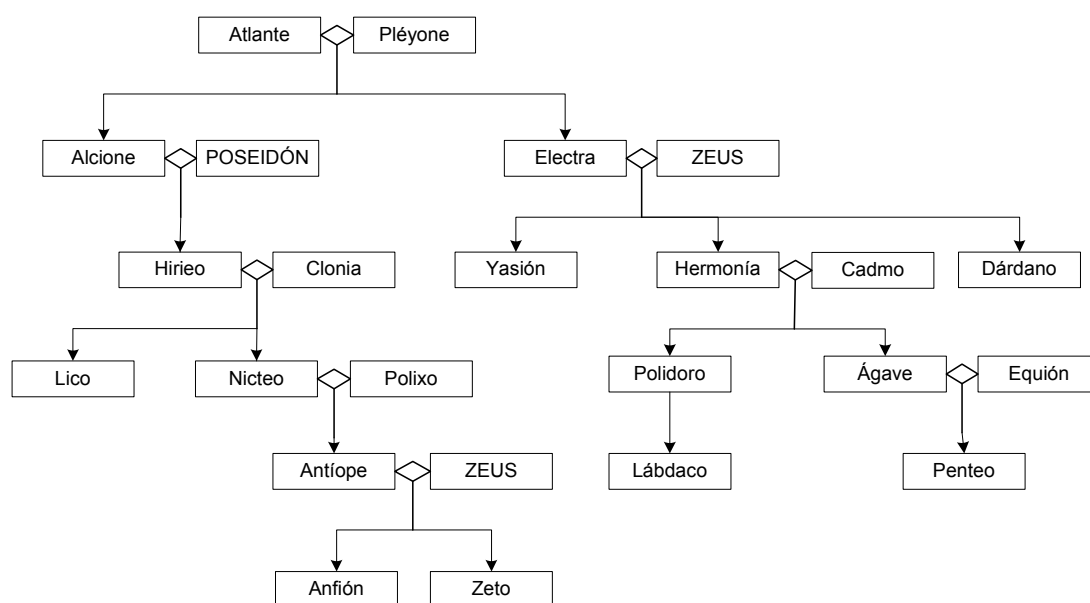 Atlante
Pléyone
Alcione
POSEIDÓN
Electra
ZEUS
Hirieo
Clonia
Yasión
Hermonía
Cadmo
Dárdano
Lico
Nicteo
Polixo
Polidoro
Ágave
Equión
Antíope
ZEUS
Lábdaco
Penteo
Anfión
Zeto